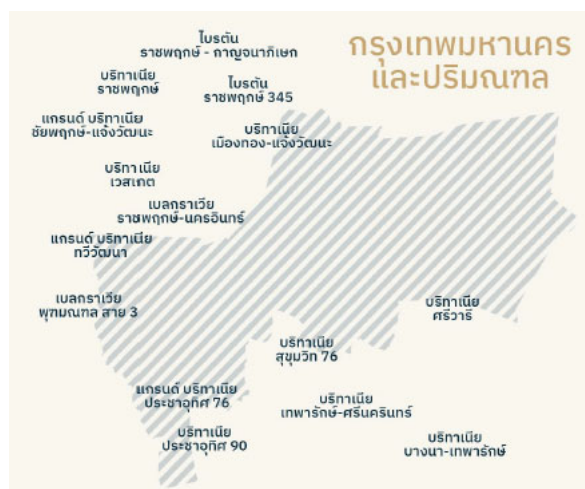 กรุงเทพมหานคร
และปริมณฑล
ไบรตัน
ราชพฤกษ์ - กาญจนาภิเษก
บริทาเนีย
ราชพฤกษ์
ไบรตัน
ราชพฤกษ์ 345
แกรนด์ บริทาเนีย
ชัยพฤกษ์-แจ้งวัฒนะ
บริทาเนีย
เมืองทอง-แจ้งวัฒนะ
บริทาเนีย
เวสเกต
เบลกราเวีย
ราชพฤกษ์-นครอินทร์
แกรนด์ บริทาเนีย
ทวีวัฒนา
เบลกราเวีย
พุทธมณฑล สาย 3
บริทาเนีย
ศรีวารี
บริทาเนีย
สุขุมวิท 76
แกรนด์ บริทาเนีย
ประชาอุทิศ 76
บริทาเนีย
เทพารักษ์-ศรีนครินทร์
บริทาเนีย
ประชาอุทิศ 90
บริทาเนีย
บางนา-เทพารักษ์